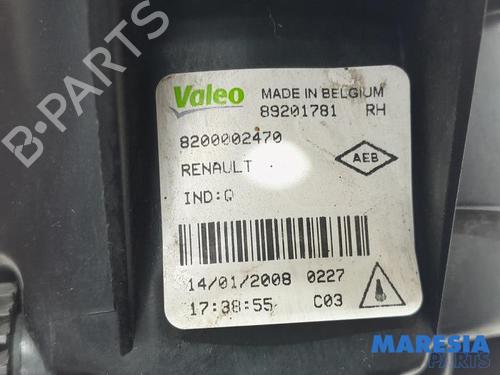 Valeo MADE IN BELGIUM
89201781 RH
8200002470
RENAULT AEB
IND:Q
14/01/2008 0227
17:38:55 C03
B-PARTS
MARESIA
PARTS